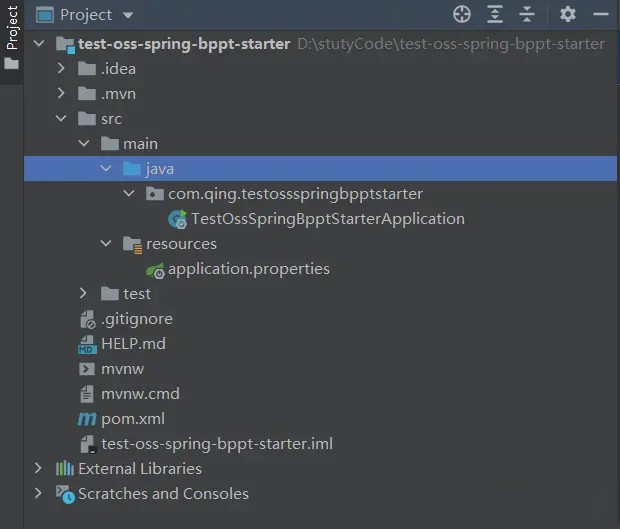 Project
Project
test-oss-spring-bppt-starter D:\stutyCode\test-oss-spring-bppt-starter
.idea
.mvn
src
main
java
com.qing.testossspringbpptstarter
TestOssSpringBpptStarterApplication
resources
application.properties
test
.gitignore
HELP.md
mvnw
mvnw.cmd
pom.xml
test-oss-spring-bppt-starter.iml
External Libraries
Scratches and Consoles